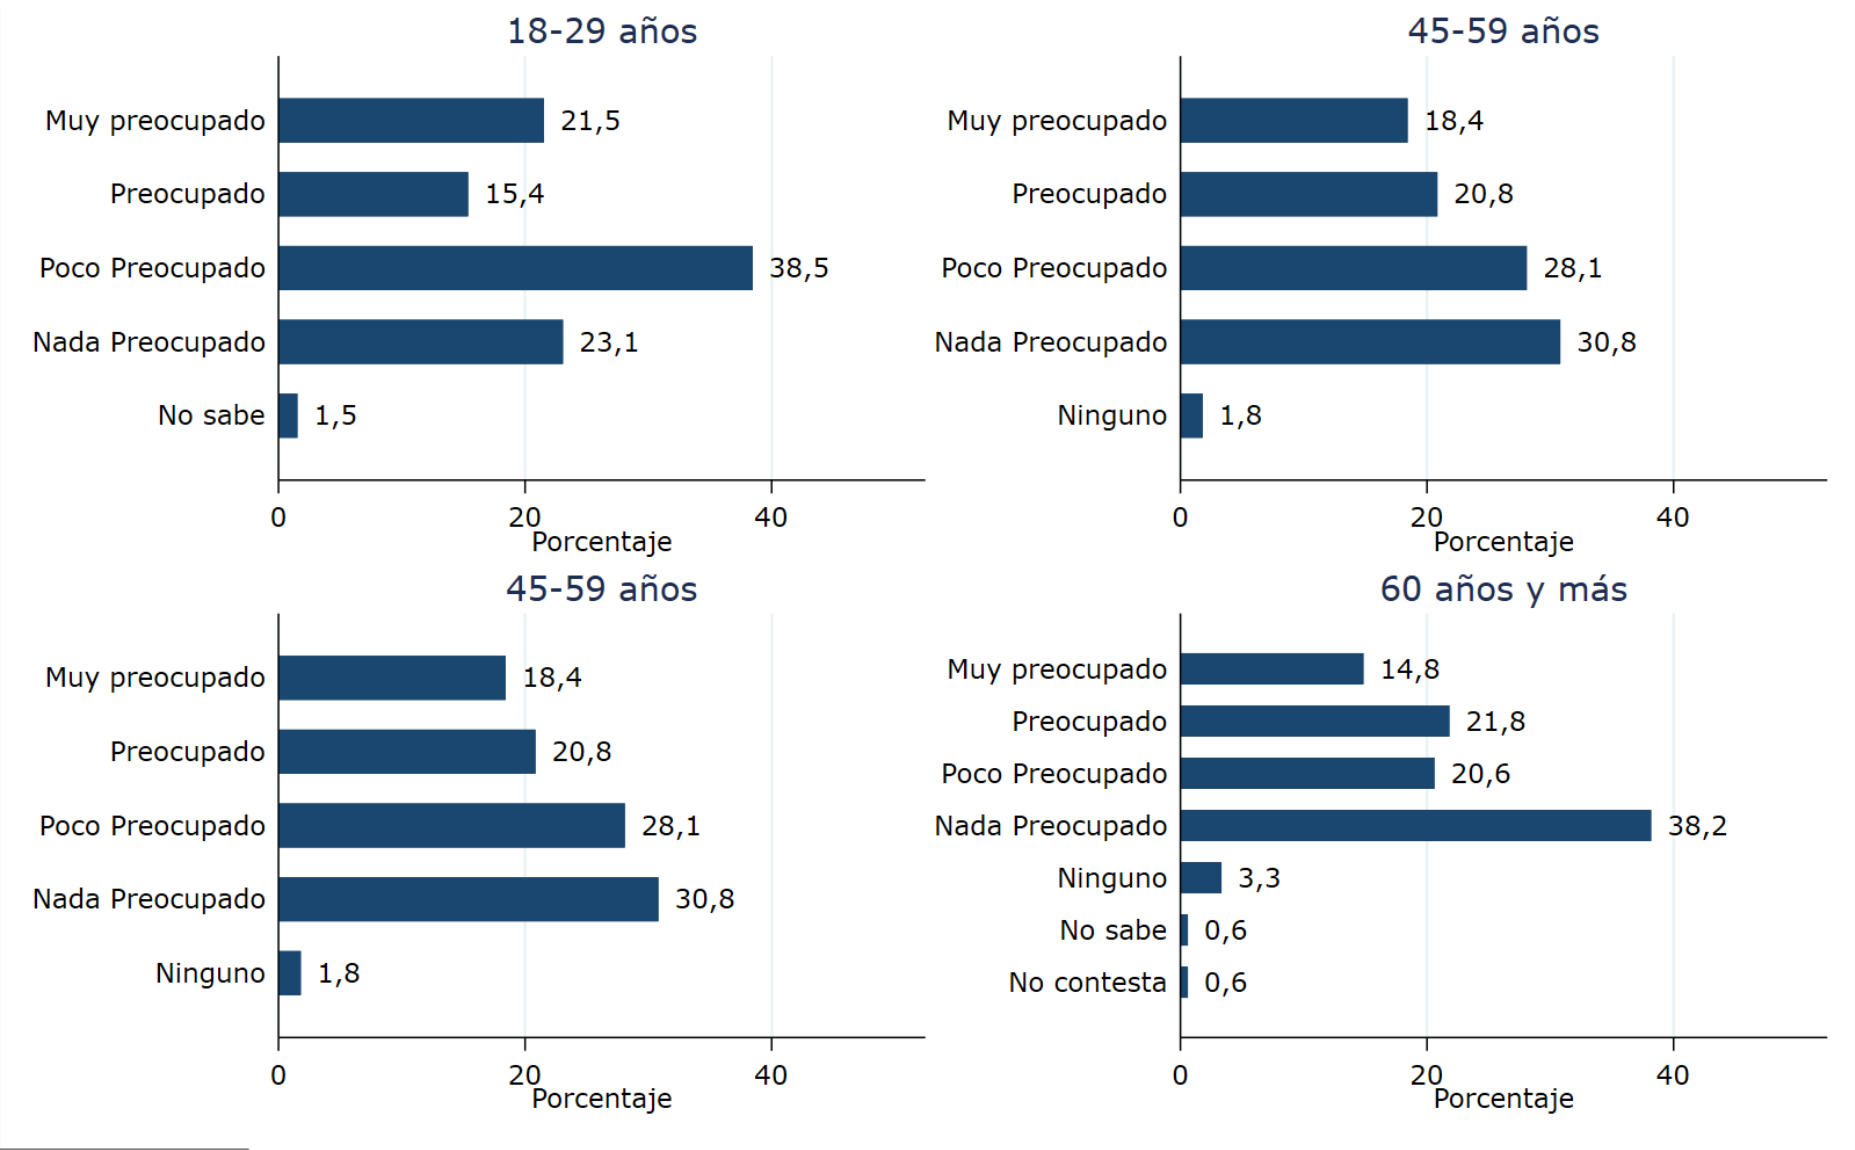 18-29 años
Muy preocupado 21,5
Preocupado 15,4
Poco Preocupado 38,5
Nada Preocupado 23,1
No sabe 1,5
0 20 40
Porcentaje
45-59 años
Muy preocupado 18,4
Preocupado 20,8
Poco Preocupado 28,1
Nada Preocupado 30,8
Ninguno 1,8
0 20 40
Porcentaje
45-59 años
Muy preocupado 18,4
Preocupado 20,8
Poco Preocupado 28,1
Nada Preocupado 30,8
Ninguno 1,8
0 20 40
Porcentaje
60 años y más
Muy preocupado 14,8
Preocupado 21,8
Poco Preocupado 20,6
Nada Preocupado 38,2
Ninguno 3,3
No sabe 0,6
No contesta 0,6
0 20 40
Porcentaje